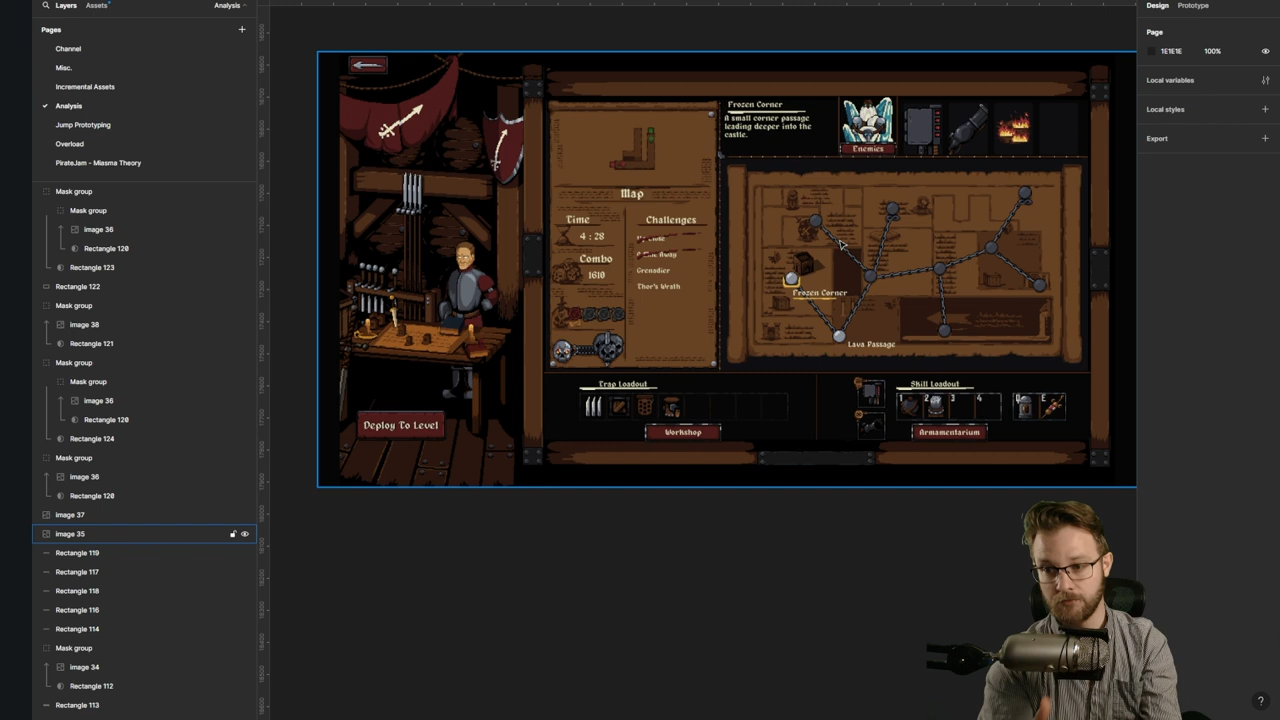 Layers
Assets
Analysis
Pages
Channel
Misc.
Incremental Assets
Analysis
Jump Prototyping
Overload
PirateJam - Miasma Theory
Mask group
Mask group
image 36
Rectangle 120
Rectangle 123
Rectangle 122
Mask group
image 38
Rectangle 121
Mask group
Mask group
image 36
Rectangle 120
Rectangle 124
Mask group
image 36
Rectangle 120
image 37
image 35
Rectangle 119
Rectangle 117
Rectangle 118
Rectangle 116
Rectangle 114
Mask group
image 34
Rectangle 112
Rectangle 113
Deploy To Level
Map
Time
4 : 28
Combo
1610
Challenges
Grenadier
Thor's Wrath
Frozen Corner
A small corner passage
leading deeper into the
castle.
Enemies
Frozen Corner
Lava Passage
Trap Loadout
Workshop
Skill Loadout
1 2 3 4
E
Armamentarium
Design
Prototype
Page
1E1E1E
100%
Local variables
Local styles
Export
?